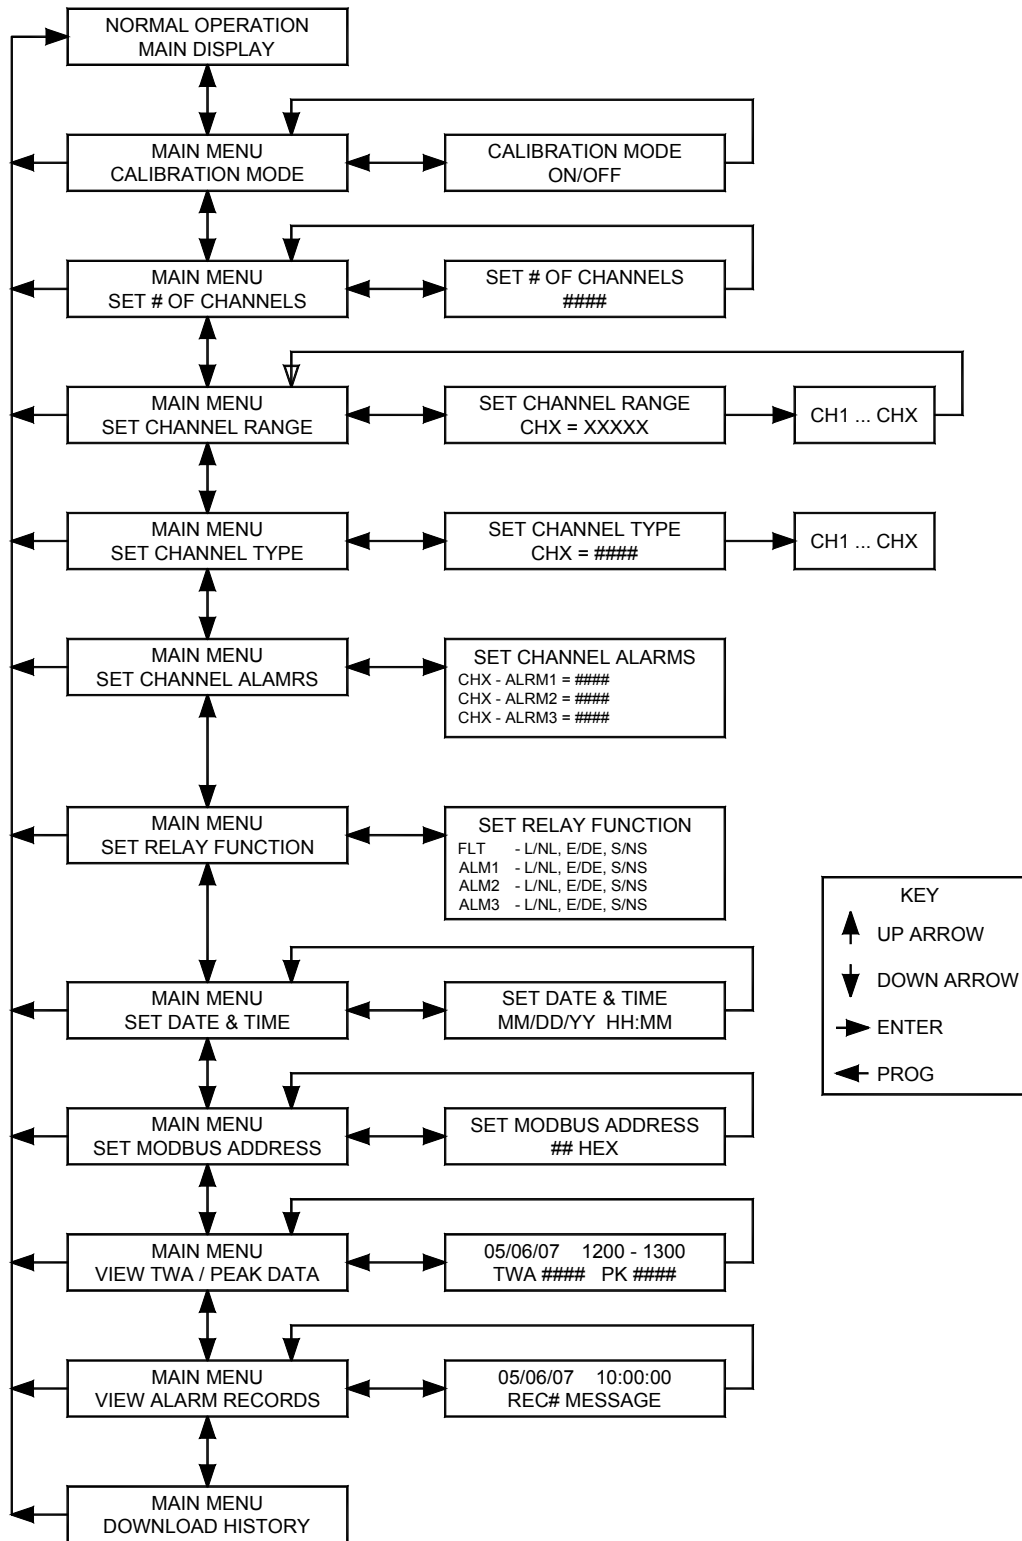 NORMAL OPERATION
MAIN DISPLAY
MAIN MENU
CALIBRATION MODE
CALIBRATION MODE
ON/OFF
MAIN MENU
SET # OF CHANNELS
SET # OF CHANNELS
####
MAIN MENU
SET CHANNEL RANGE
SET CHANNEL RANGE
CHX = XXXXX
CH1 ... CHX
MAIN MENU
SET CHANNEL TYPE
SET CHANNEL TYPE
CHX = ####
CH1 ... CHX
MAIN MENU
SET CHANNEL ALAMRS
SET CHANNEL ALARMS
CHX - ALRM1 = ####
CHX - ALRM2 = ####
CHX - ALRM3 = ####
MAIN MENU
SET RELAY FUNCTION
SET RELAY FUNCTION
FLT - L/NL, E/DE, S/NS
ALM1 - L/NL, E/DE, S/NS
ALM2 - L/NL, E/DE, S/NS
ALM3 - L/NL, E/DE, S/NS
KEY
UP ARROW
DOWN ARROW
ENTER
PROG
MAIN MENU
SET DATE & TIME
SET DATE & TIME
MM/DD/YY HH:MM
MAIN MENU
SET MODBUS ADDRESS
SET MODBUS ADDRESS
## HEX
MAIN MENU
VIEW TWA / PEAK DATA
05/06/07 1200 - 1300
TWA #### PK ####
MAIN MENU
VIEW ALARM RECORDS
05/06/07 10:00:00
REC# MESSAGE
MAIN MENU
DOWNLOAD HISTORY